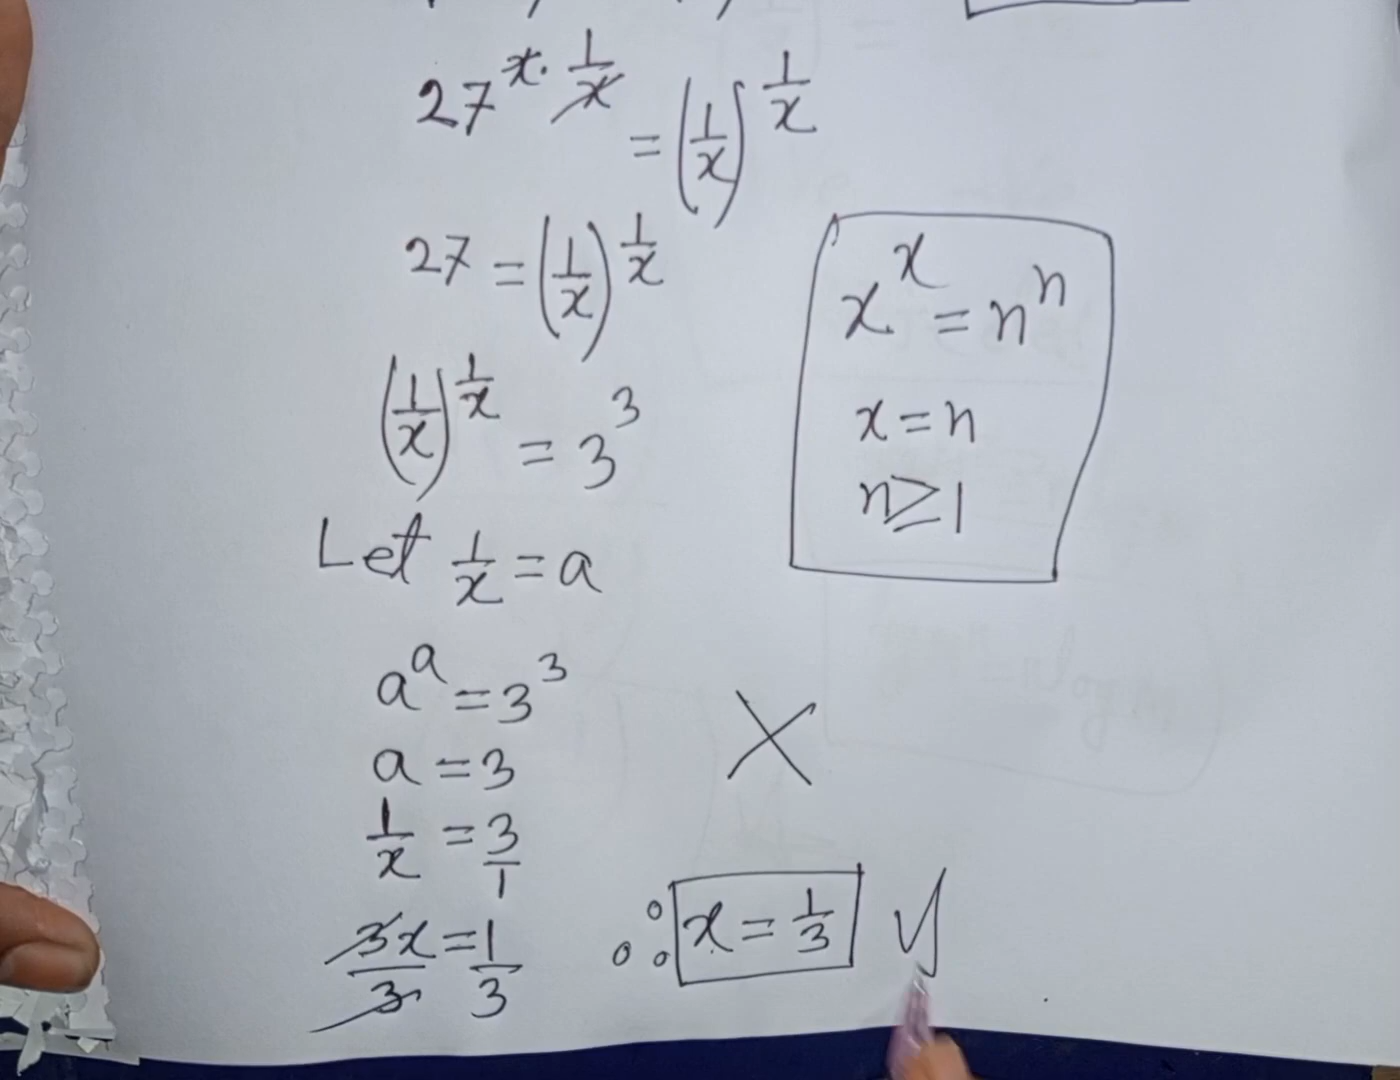 27^{x·1/x} = (1/x)^{1/x}
27 = (1/x)^{1/x}
(1/x)^{1/x} = 3^3
Let 1/x = a
a^a = 3^3
a = 3
1/x = 3/1
3x/3 = 1/3
∴ x = 1/3
x^x = n^n
x = n
n ≥ 1